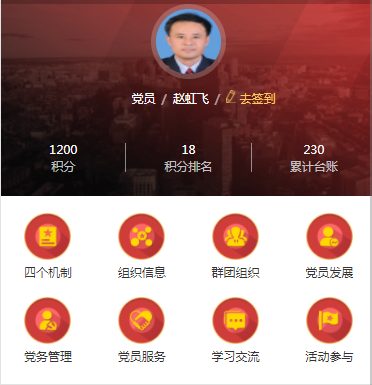 党员 / 赵虹飞 / 去签到
1200 18 230
积分 积分排名 累计台账
四个机制 组织信息 群团组织 党员发展
党务管理 党员服务 学习交流 活动参与